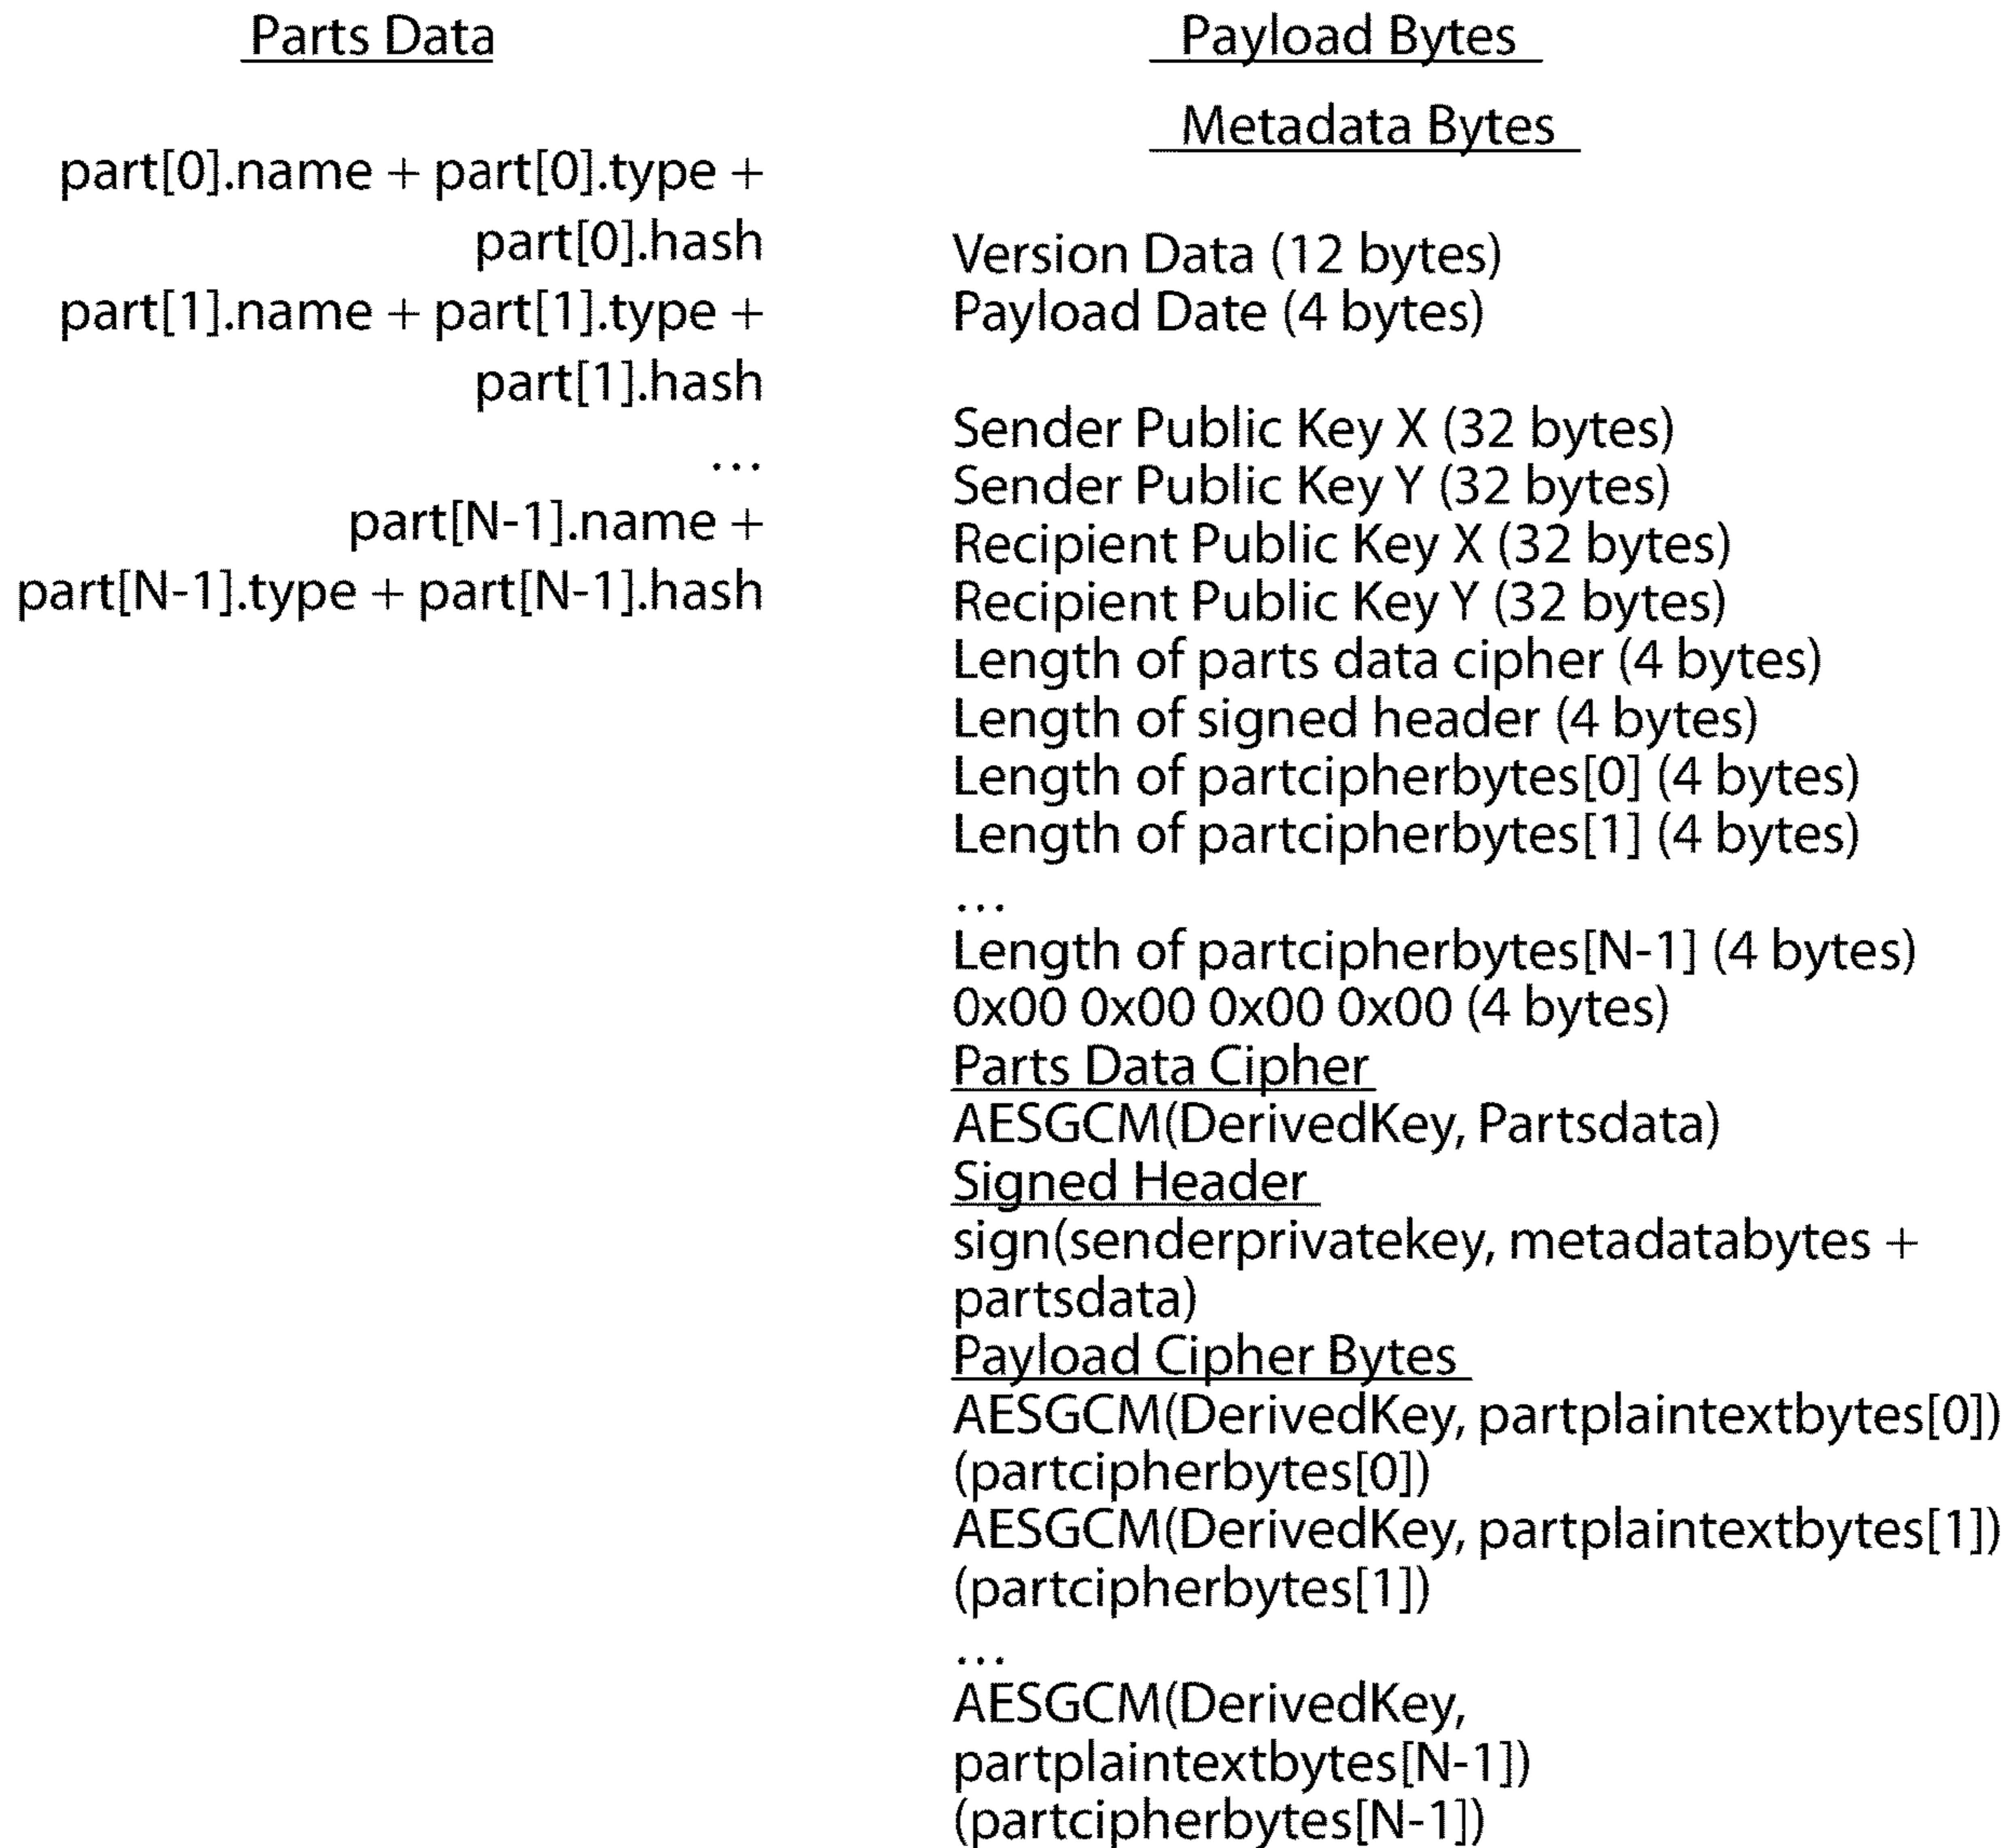 Parts Data
part[0].name + part[0].type +
part[0].hash
part[1].name + part[1].type +
part[1].hash
...
part[N-1].name +
part[N-1].type + part[N-1].hash
Payload Bytes
Metadata Bytes
Version Data (12 bytes)
Payload Date (4 bytes)
Sender Public Key X (32 bytes)
Sender Public Key Y (32 bytes)
Recipient Public Key X (32 bytes)
Recipient Public Key Y (32 bytes)
Length of parts data cipher (4 bytes)
Length of signed header (4 bytes)
Length of partcipherbytes[0] (4 bytes)
Length of partcipherbytes[1] (4 bytes)
...
Length of partcipherbytes[N-1] (4 bytes)
0x00 0x00 0x00 0x00 (4 bytes)
Parts Data Cipher
AESGCM(DerivedKey, Partsdata)
Signed Header
sign(senderprivatekey, metadatabytes +
partsdata)
Payload Cipher Bytes
AESGCM(DerivedKey, partplaintextbytes[0])
(partcipherbytes[0])
AESGCM(DerivedKey, partplaintextbytes[1])
(partcipherbytes[1])
...
AESGCM(DerivedKey,
partplaintextbytes[N-1])
(partcipherbytes[N-1])